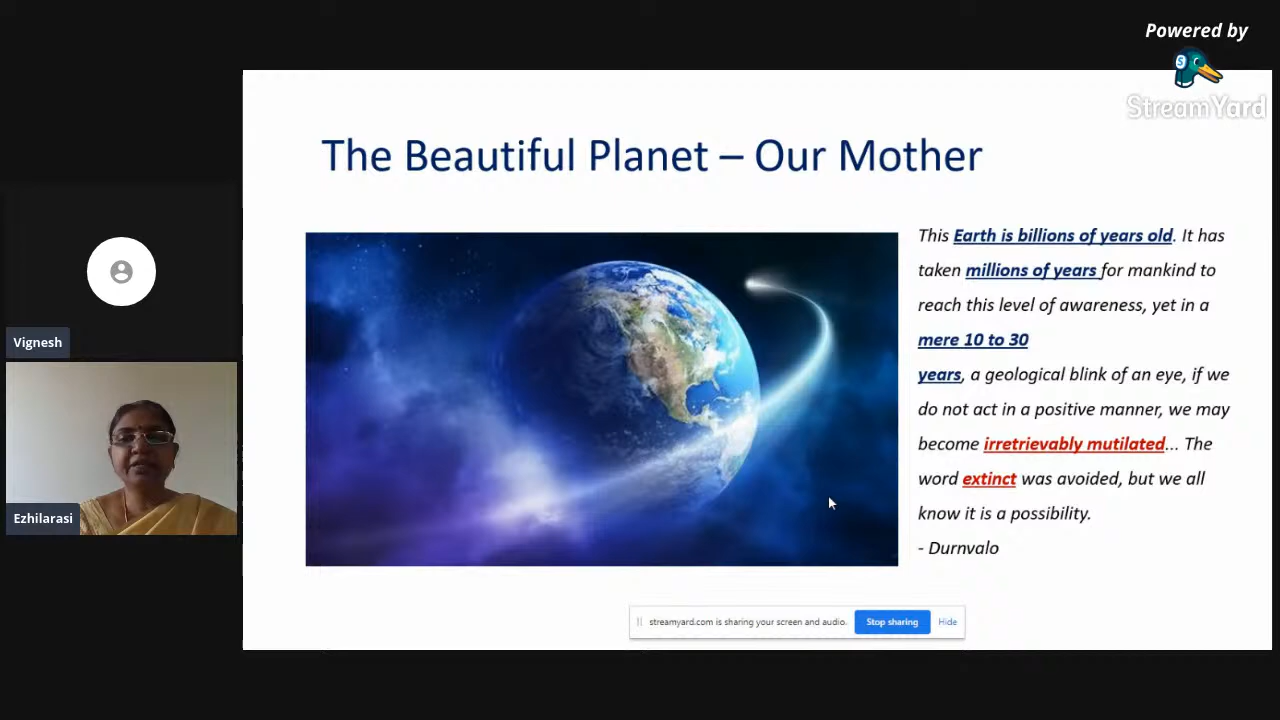 Powered by
StreamYard
The Beautiful Planet – Our Mother
This Earth is billions of years old. It has
taken millions of years for mankind to
reach this level of awareness, yet in a
mere 10 to 30
years, a geological blink of an eye, if we
do not act in a positive manner, we may
become irretrievably mutilated... The
word extinct was avoided, but we all
know it is a possibility.
- Durnvalo
Vignesh
Ezhilarasi
streamyard.com is sharing your screen and audio.
Stop sharing
Hide